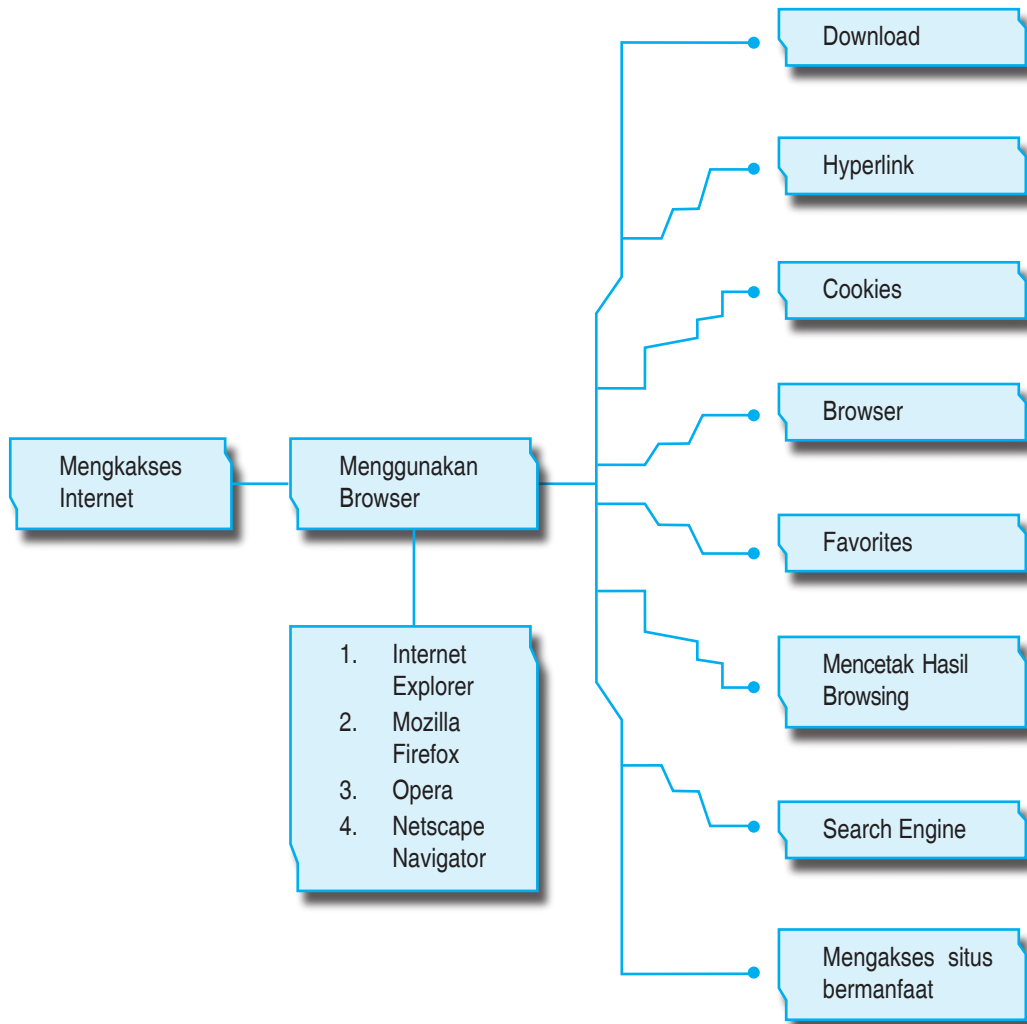 Mengkakses
Internet
Menggunakan
Browser
1. Internet
Explorer
2. Mozilla
Firefox
3. Opera
4. Netscape
Navigator
Download
Hyperlink
Cookies
Browser
Favorites
Mencetak Hasil
Browsing
Search Engine
Mengakses situs
bermanfaat